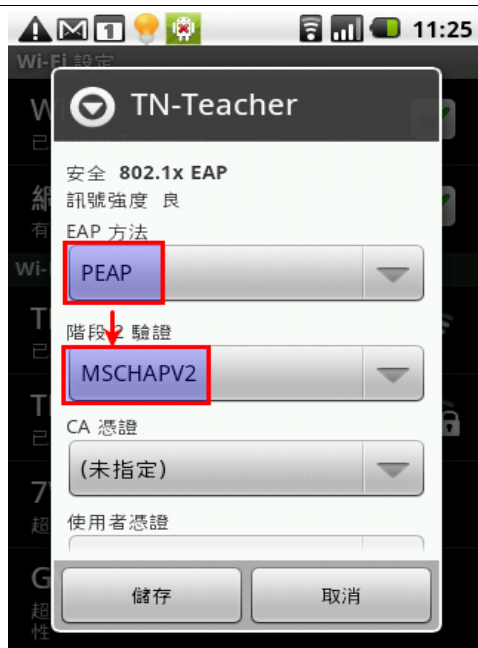 11:25
Wi-Fi 設定
TN-Teacher
安全 802.1x EAP
訊號強度 良
EAP 方法
PEAP
階段 2 驗證
MSCHAPV2
CA 憑證
(未指定)
使用者憑證
儲存
取消